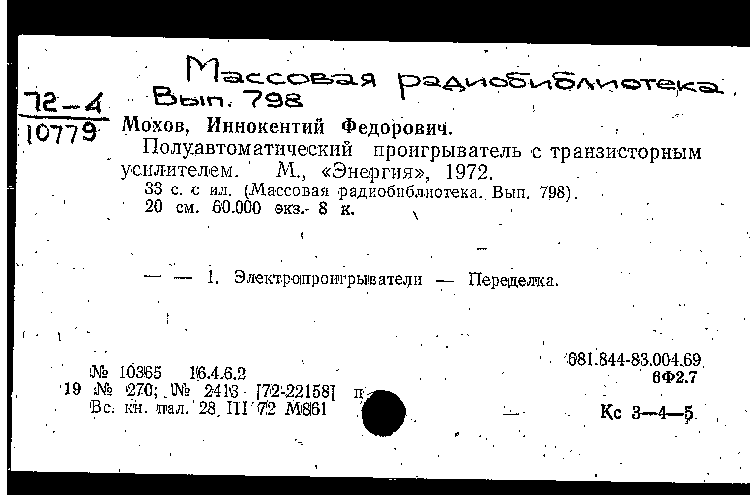 Массовая радиобиблиотека.
Вып. 798
72-4
10779
Мохов, Иннокентий Федорович.
Полуавтоматический проигрыватель с транзисторным
усилителем. М., «Энергия», 1972.
33 с. с ил. (Массовая радиобиблиотека. Вып. 798).
20 см. 60.000 экз. 8 к.
— — 1. Электропроигрыватели — Переделка.
681.844-83.004.69
6Ф2.7
№ 10365 16.4.6.2
19 № 270; № 2413 [72-22158] п
Вс. кн. пал. 28 III 72 М861
Кс 3—4—5